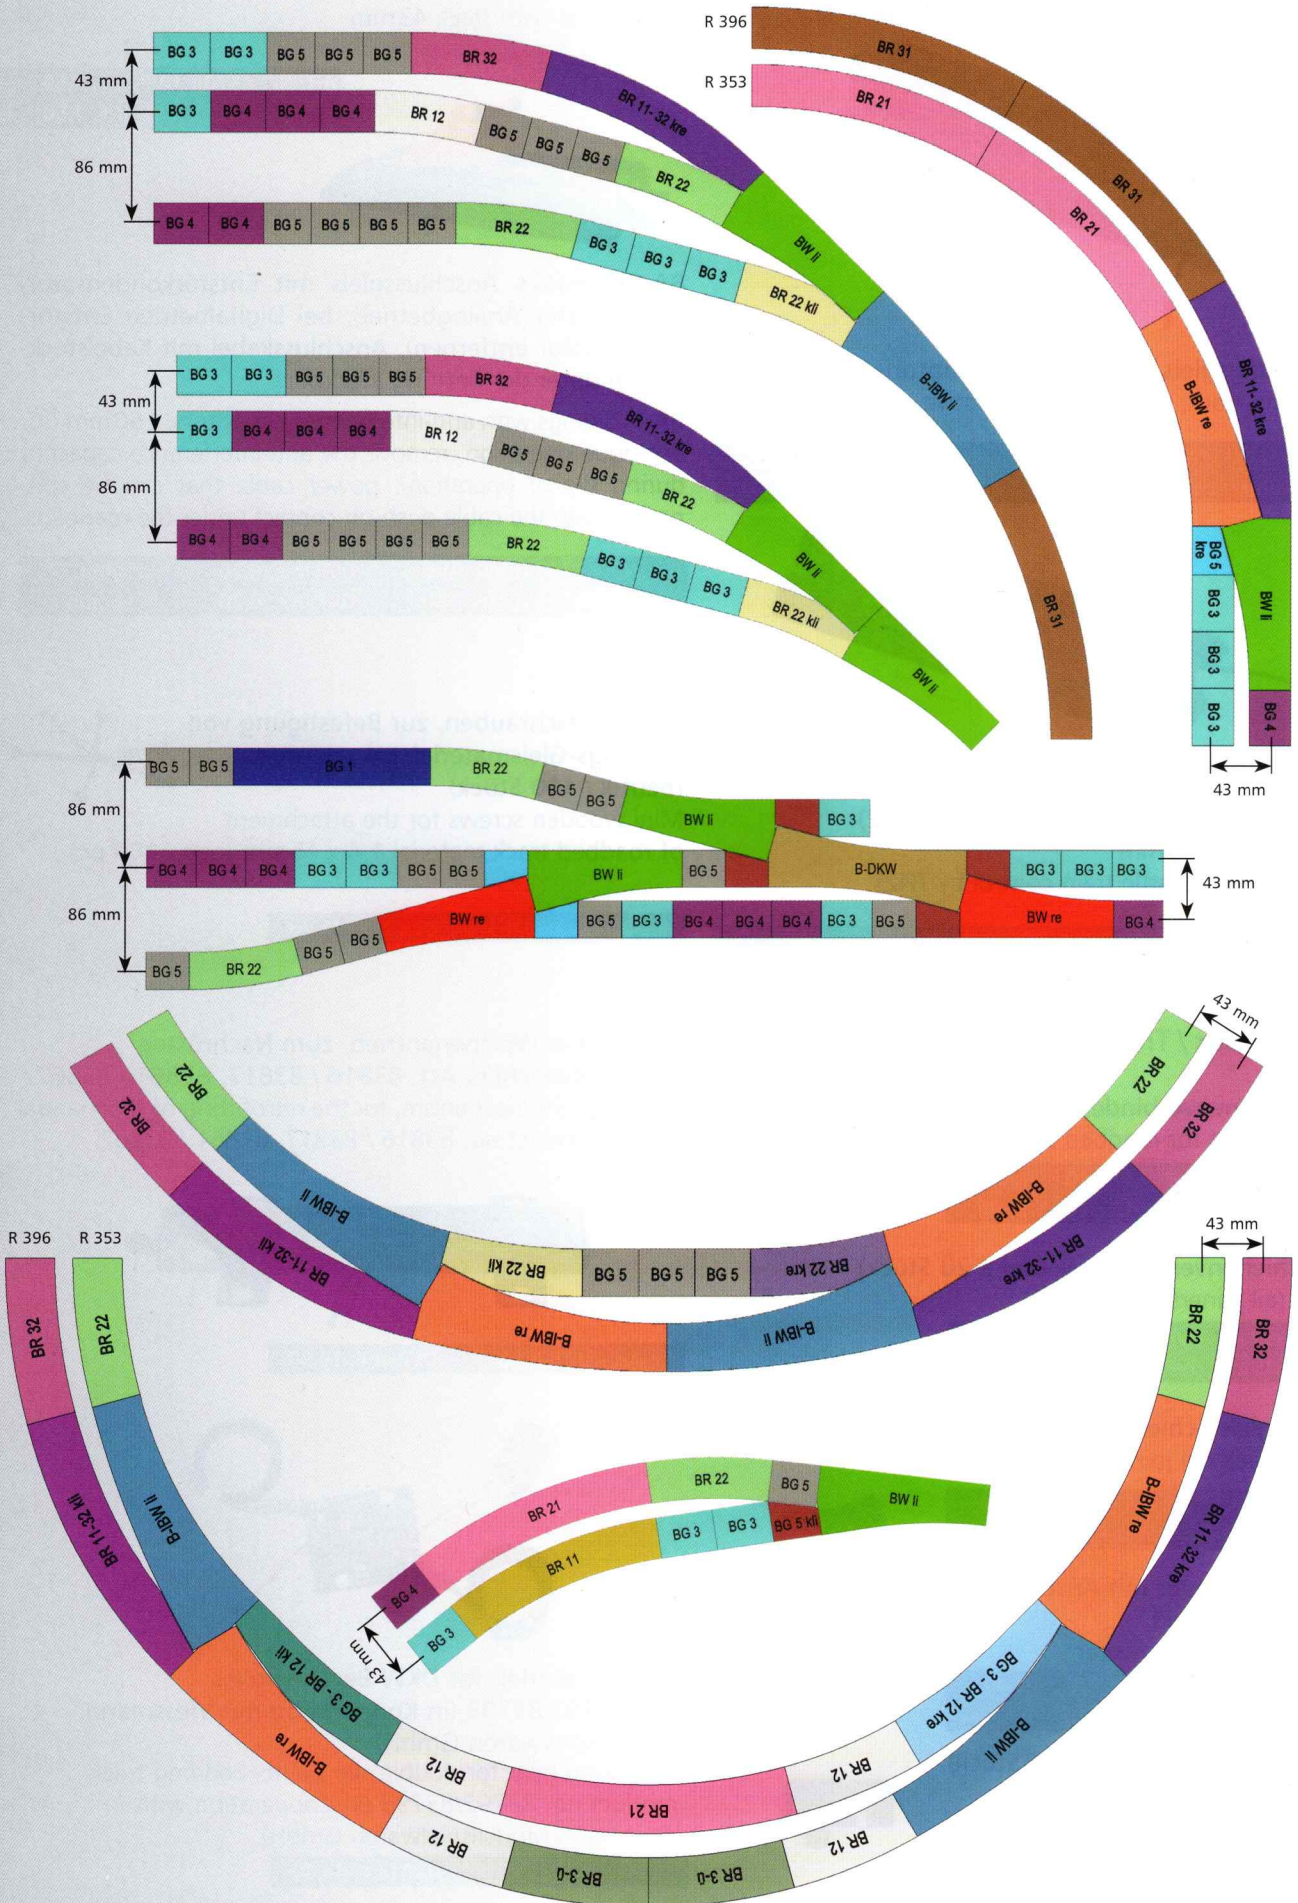 43 mm
BG 3 BG 3 BG 5 BG 5 BG 5 BR 32 BR 11-32 kre
BG 3 BG 4 BG 4 BG 4 BR 12 BG 5 BG 5 BG 5 BR 22 BW li
86 mm
BG 4 BG 4 BG 5 BG 5 BG 5 BG 5 BR 22 BG 3 BG 3 BG 3 BR 22 kli B-IBW li BR 31
R 396
BR 31 BR 31 BR 11-32 kre BW li BG 4
R 353
BR 21 BR 21 B-IBW re BG 5 kre BG 3 BG 3 BG 3
43 mm
43 mm
BG 3 BG 3 BG 5 BG 5 BG 5 BR 32 BR 11-32 kre
BG 3 BG 4 BG 4 BG 4 BR 12 BG 5 BG 5 BG 5 BR 22 BW li
86 mm
BG 4 BG 4 BG 5 BG 5 BG 5 BG 5 BR 22 BG 3 BG 3 BG 3 BR 22 kli BW li
schrauben, zur Befestigung von
86 mm
BG 5 BG 5 BG 1 BR 22 BG 5 BG 5 BW li BG 3
screws for the attachment
BG 4 BG 4 BG 4 BG 3 BG 3 BG 5 BG 5 BW li BG 5 B-DKW BG 3 BG 3 BG 3
43 mm
86 mm
BG 5 BR 22 BG 5 BG 5 BW re BG 5 BG 3 BG 4 BG 4 BG 4 BG 3 BG 5 BW re BG 4
BR 22 B-IBW li BR 22 kli BG 5 BG 5 BG 5 BR 22 kre B-IBW re BR 22
43 mm
BR 32 BR 11-32 kli B-IBW re B-IBW li BR 11-32 kre BR 32
R 396
R 353
43 mm
BR 32 BR 11-32 kli B-IBW re BR 12 BR 3-ü BR 3-ü BR 12 B-IBW li BR 11-32 kre BR 32
BR 22 B-IBW li BG 3 - BR 12 kli BR 12 BR 21 BR 12 BG 3 - BR 12 kre B-IBW re BR 22
BG 4 BR 21 BR 22 BG 5 BW li
BG 3 BR 11 BG 3 BG 3 BG 5 kli
43 mm